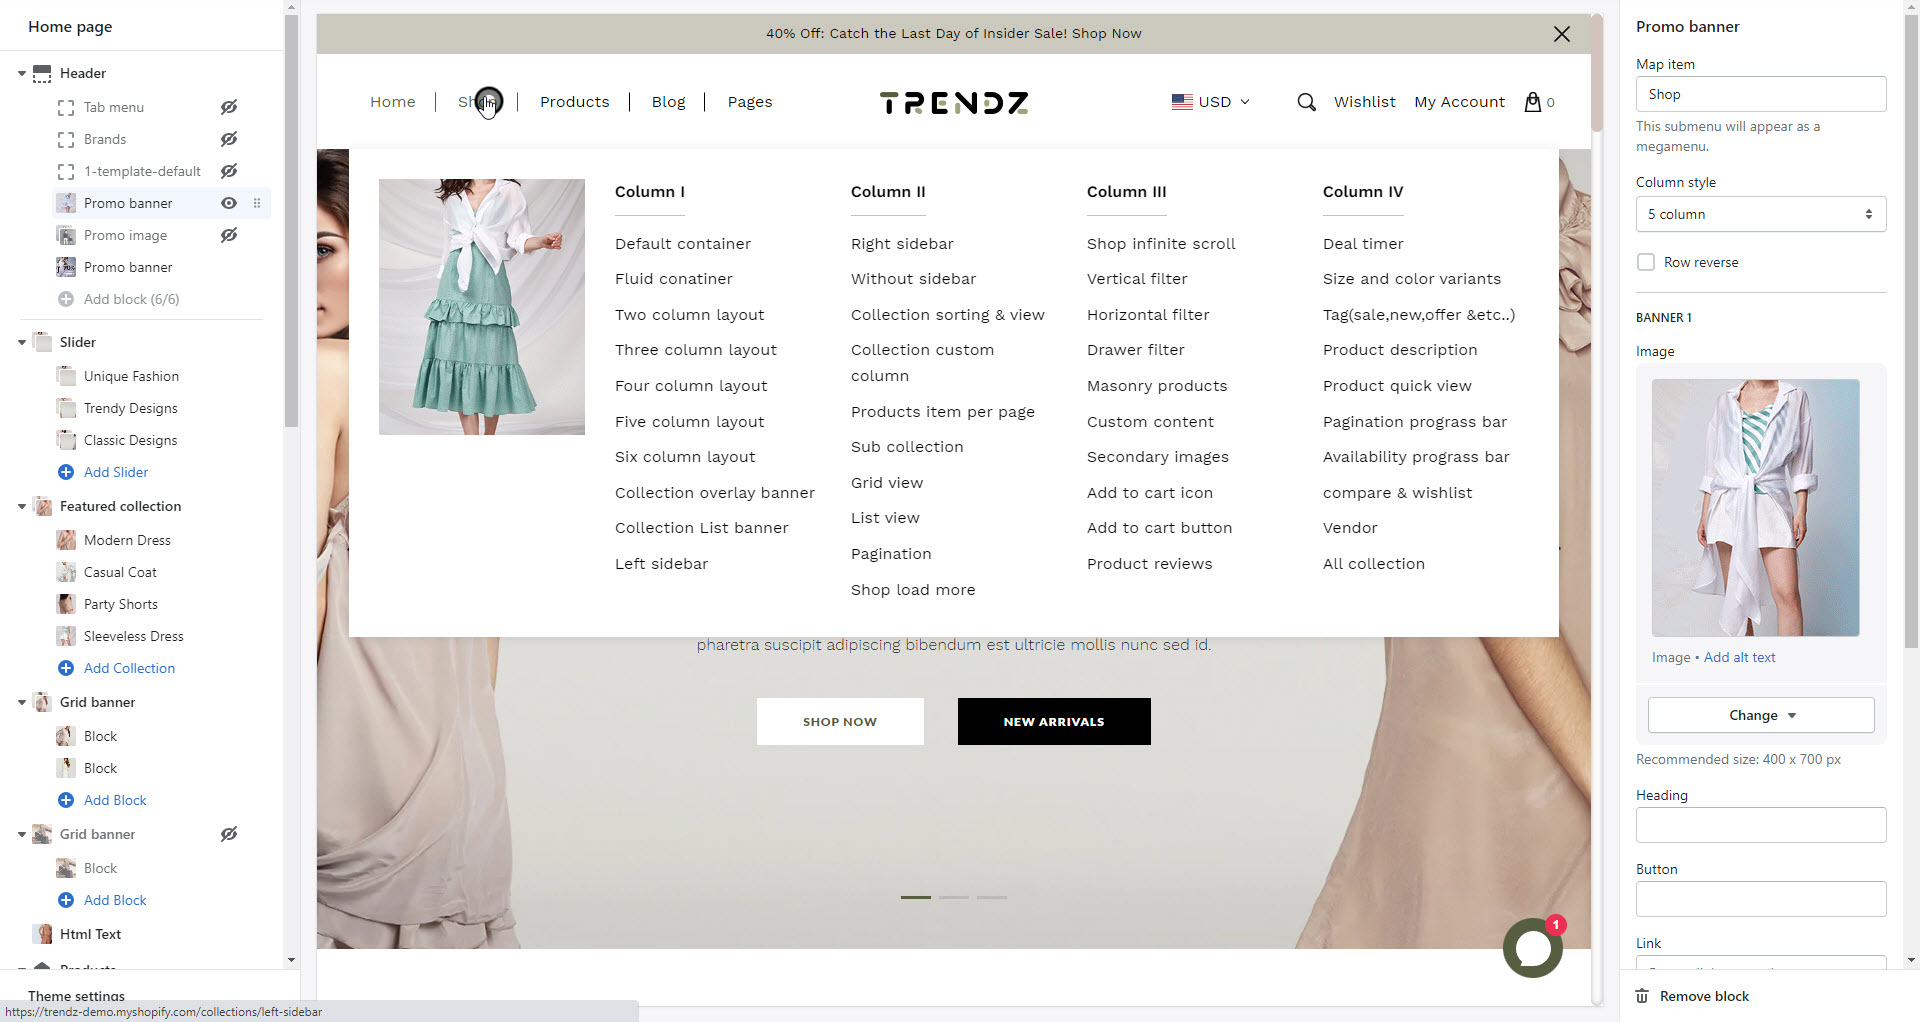 Home page
Header
Tab menu
Brands
1-template-default
Promo banner
Promo image
Promo banner
Add block (6/6)
Slider
Unique Fashion
Trendy Designs
Classic Designs
Add Slider
Featured collection
Modern Dress
Casual Coat
Party Shorts
Sleeveless Dress
Add Collection
Grid banner
Block
Block
Add Block
Grid banner
Block
Add Block
Html Text
Products
Theme settings
https://trendz-demo.myshopify.com/collections/left-sidebar
40% Off: Catch the Last Day of Insider Sale! Shop Now
Home
Shop
Products
Blog
Pages
TRENDZ
USD
Wishlist
My Account
0
Column I
Default container
Fluid conatiner
Two column layout
Three column layout
Four column layout
Five column layout
Six column layout
Collection overlay banner
Collection List banner
Left sidebar
Column II
Right sidebar
Without sidebar
Collection sorting & view
Collection custom
column
Products item per page
Sub collection
Grid view
List view
Pagination
Shop load more
Column III
Shop infinite scroll
Vertical filter
Horizontal filter
Drawer filter
Masonry products
Custom content
Secondary images
Add to cart icon
Add to cart button
Product reviews
Column IV
Deal timer
Size and color variants
Tag(sale,new,offer &etc..)
Product description
Product quick view
Pagination prograss bar
Availability prograss bar
compare & wishlist
Vendor
All collection
pharetra suscipit adipiscing bibendum est ultricie mollis nunc sed id.
SHOP NOW
NEW ARRIVALS
1
Promo banner
Map item
Shop
This submenu will appear as a
megamenu.
Column style
5 column
Row reverse
BANNER 1
Image
Image • Add alt text
Change
Recommended size: 400 x 700 px
Heading
Button
Link
Remove block